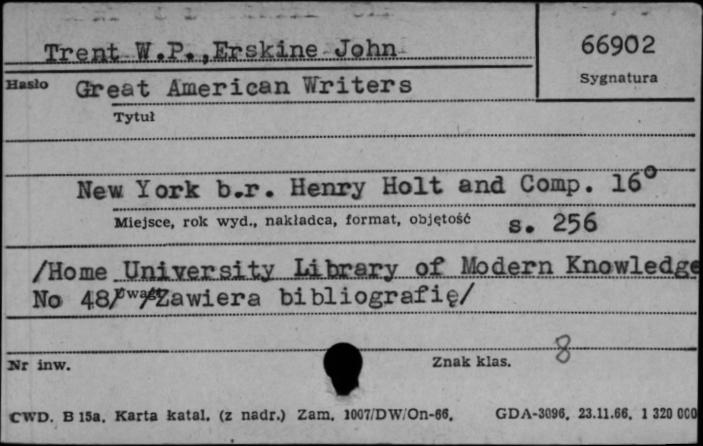 Trent W.P.,Erskine John
66902
Sygnatura
Hasło
Great American Writers
Tytuł
New York b.r. Henry Holt and Comp. 16°
Miejsce, rok wyd., nakładca, format, objętość
s. 256
/Home University Library of Modern Knowledge
No 48/ /Zawiera bibliografię/
Uwagi
Nr inw.
Znak klas.
8
CWD. B 15a. Karta katal. (z nadr.) Zam. 1007/DW/On-66. GDA-3096. 23.11.66. 1 320 000